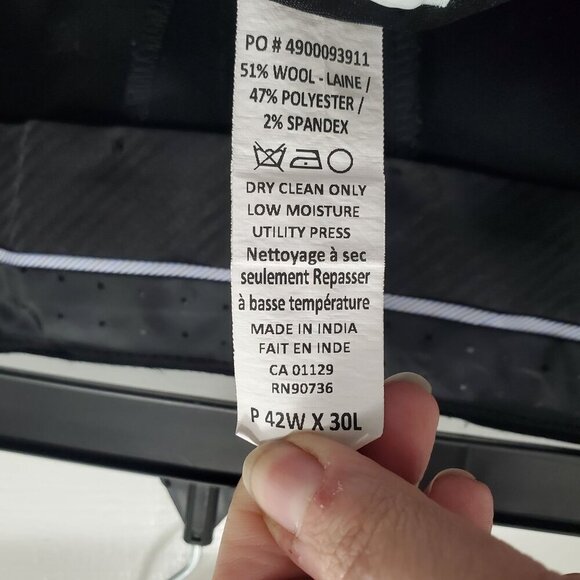 PO # 4900093911
51% WOOL - LAINE /
47% POLYESTER /
2% SPANDEX
DRY CLEAN ONLY
LOW MOISTURE
UTILITY PRESS
Nettoyage à sec
seulement Repasser
à basse température
MADE IN INDIA
FAIT EN INDE
CA 01129
RN90736
P 42W X 30L